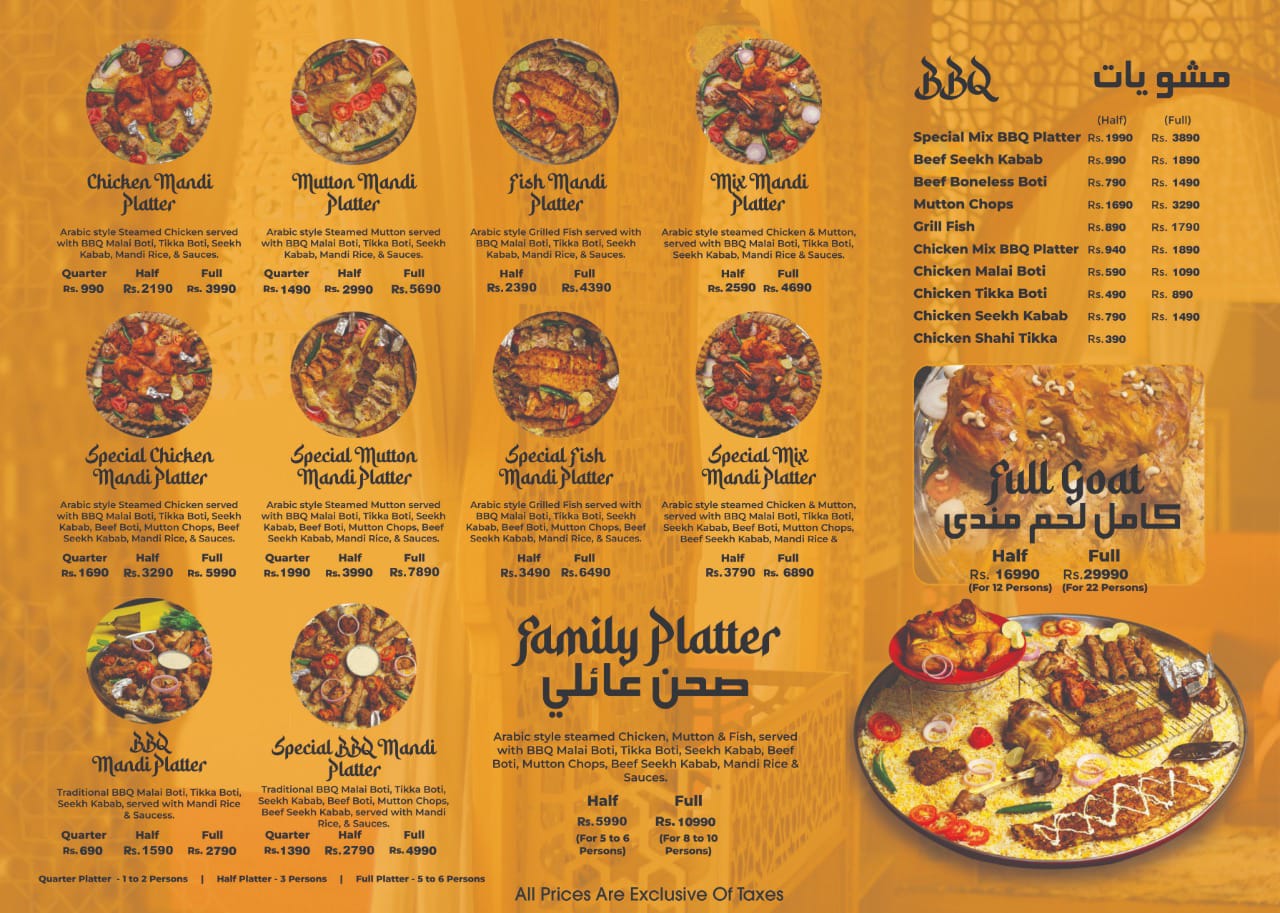 Chicken Mandi
Platter
Arabic style Steamed Chicken served
with BBQ Malai Boti, Tikka Boti, Seekh
Kabab, Mandi Rice, & Sauces.
Quarter Half Full
Rs. 990 Rs. 2190 Rs. 3990
Mutton Mandi
Platter
Arabic style Steamed Mutton served
with BBQ Malai Boti, Tikka Boti, Seekh
Kabab, Mandi Rice, & Sauces.
Quarter Half Full
Rs. 1490 Rs. 2990 Rs. 5690
Fish Mandi
Platter
Arabic style Grilled Fish served with
BBQ Malai Boti, Tikka Boti, Seekh
Kabab, Mandi Rice, & Sauces.
Half Full
Rs. 2390 Rs. 4390
Mix Mandi
Platter
Arabic style steamed Chicken & Mutton,
served with BBQ Malai Boti, Tikka Boti,
Seekh Kabab, Mandi Rice, & Sauces.
Half Full
Rs. 2590 Rs. 4690
Special Chicken
Mandi Platter
Arabic style Steamed Chicken served
with BBQ Malai Boti, Tikka Boti, Seekh
Kabab, Beef Boti, Mutton Chops, Beef
Seekh Kabab, Mandi Rice, & Sauces.
Quarter Half Full
Rs. 1690 Rs. 3290 Rs. 5990
Special Mutton
Mandi Platter
Arabic style Steamed Mutton served
with BBQ Malai Boti, Tikka Boti, Seekh
Kabab, Beef Boti, Mutton Chops, Beef
Seekh Kabab, Mandi Rice, & Sauces.
Quarter Half Full
Rs. 1990 Rs. 3990 Rs. 7890
Special Fish
Mandi Platter
Arabic style Grilled Fish served with
BBQ Malai Boti, Tikka Boti, Seekh
Kabab, Beef Boti, Mutton Chops, Beef
Seekh Kabab, Mandi Rice, & Sauces.
Half Full
Rs. 3490 Rs. 6490
Special Mix
Mandi Platter
Arabic style steamed Chicken & Mutton,
served with BBQ Malai Boti, Tikka Boti,
Seekh Kabab, Beef Boti, Mutton Chops,
Beef Seekh Kabab, Mandi Rice &
Half Full
Rs. 3790 Rs. 6890
BBQ
Mandi Platter
Traditional BBQ Malai Boti, Tikka Boti,
Seekh Kabab, served with Mandi Rice
& Saucess.
Quarter Half Full
Rs. 690 Rs. 1590 Rs. 2790
Special BBQ Mandi
Platter
Traditional BBQ Malai Boti, Tikka Boti,
Seekh Kabab, Beef Boti, Mutton Chops,
Beef Seekh Kabab, served with Mandi
Rice, & Sauces.
Quarter Half Full
Rs. 1390 Rs. 2790 Rs. 4990
Quarter Platter - 1 to 2 Persons | Half Platter - 3 Persons | Full Platter - 5 to 6 Persons
Family Platter
صحن عائلي
Arabic style steamed Chicken, Mutton & Fish, served
with BBQ Malai Boti, Tikka Boti, Seekh Kabab, Beef
Boti, Mutton Chops, Beef Seekh Kabab, Mandi Rice &
Sauces.
Half Full
Rs. 5990 Rs. 10990
(For 5 to 6 (For 8 to 10
Persons) Persons)
All Prices Are Exclusive Of Taxes
BBQ مشويات
(Half) (Full)
Special Mix BBQ Platter Rs. 1990 Rs. 3890
Beef Seekh Kabab Rs. 990 Rs. 1890
Beef Boneless Boti Rs. 790 Rs. 1490
Mutton Chops Rs. 1690 Rs. 3290
Grill Fish Rs. 890 Rs. 1790
Chicken Mix BBQ Platter Rs. 940 Rs. 1890
Chicken Malai Boti Rs. 590 Rs. 1090
Chicken Tikka Boti Rs. 490 Rs. 890
Chicken Seekh Kabab Rs. 790 Rs. 1490
Chicken Shahi Tikka Rs. 390
Full Goat
كامل لحم مندى
Half Full
Rs. 16990 Rs. 29990
(For 12 Persons) (For 22 Persons)